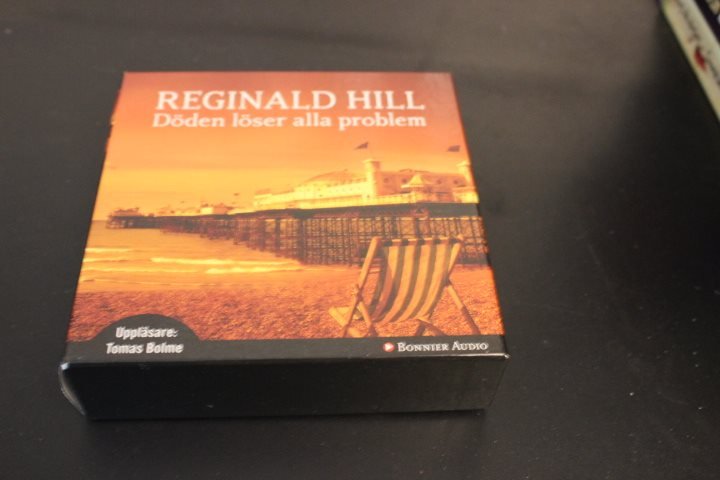 REGINALD HILL
Döden löser alla problem
Uppläsare:
Tomas Bolme
BONNIER AUDIO